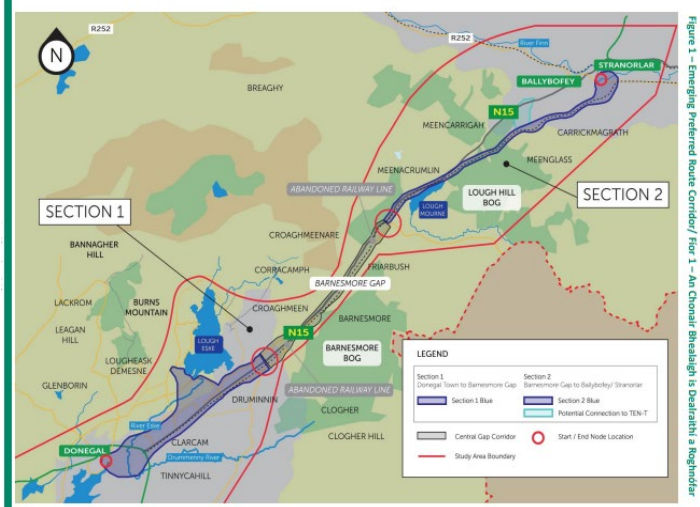 R252
R252
River Finn
STRANORLAR
BALLYBOFEY
N
BREAGHY
N15
MEENCARRIGAH
CARRICKMAGRATH
MEENGLASS
MEENACRUMLIN
ABANDONED RAILWAY LINE
LOUGH HILL
BOG
SECTION 2
SECTION 1
LOUGH
MOURNE
CROAGHMEENARE
BANNAGHER
HILL
CORRACAMPH
FRIARBUSH
BARNESMORE GAP
LACKROM
BURNS
MOUNTAIN
CROAGHMEEN
BARNESMORE
LEAGAN
HILL
N15
LOUGH
ESKE
BARNESMORE
BOG
LOUGHEASK
DEMESNE
GLENBORIN
ABANDONED RAILWAY LINE
DRUMINNIN
CLOGHER
River Eske
CLOGHER HILL
DONEGAL
CLARCAM
Drummenny River
TINNYCAHILL
LEGEND
Section 1
Donegal Town to Barnesmore Gap
Section 2
Barnesmore Gap to Ballybofey/ Stranorlar
Section 1 Blue
Section 2 Blue
Potential Connection to TEN-T
Central Gap Corridor
Start / End Node Location
Study Area Boundary
Figure 1 – Emerging Preferred Route Corridor/ Fíor 1 – An Chonair Bhealaigh is Dealraithí a Roghnófar